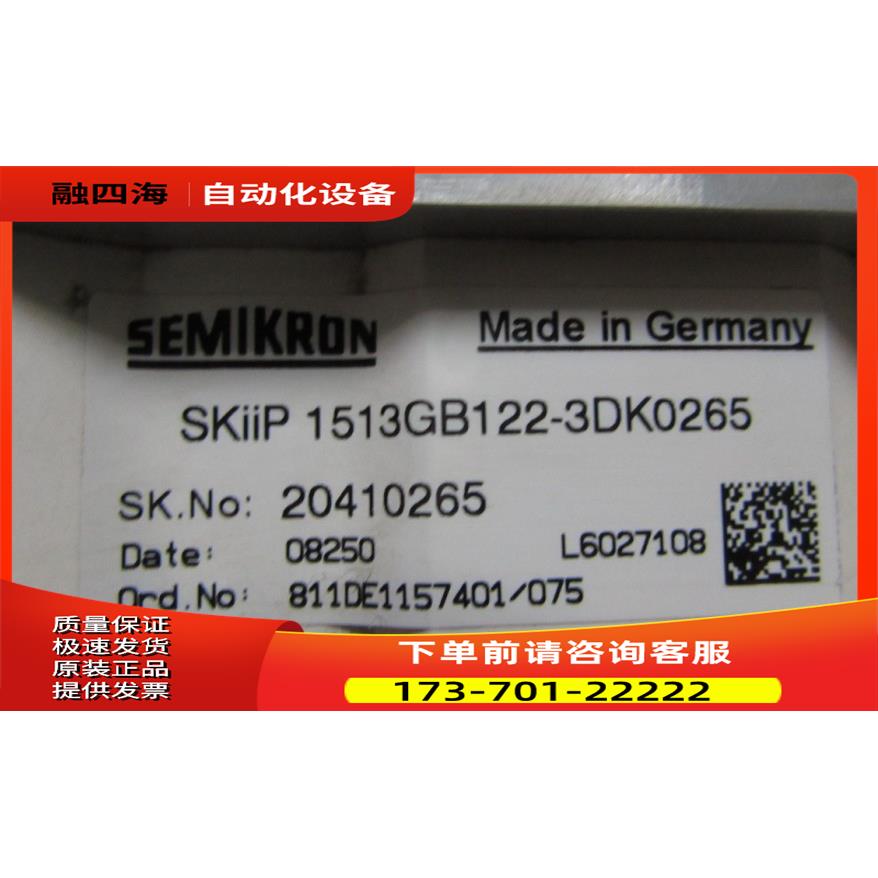 融四海 自动化设备
SEMIKRON Made in Germany
SKiiP 1513GB122-3DK0265
SK.No: 20410265
Date: 08250 L6027108
Ord.No: 811DE1157401/075
质量保证
极速发货
原装正品
提供发票
下单前请咨询客服
173-701-22222